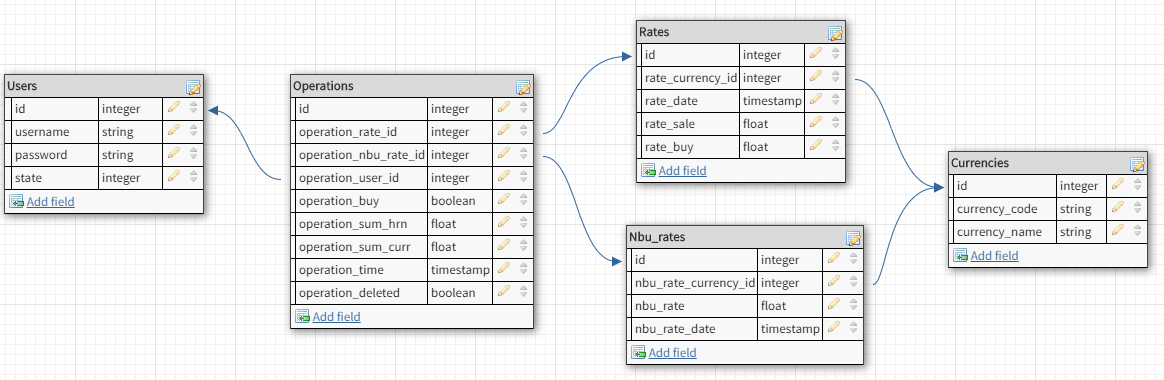 Users
id integer
username string
password string
state integer
Add field
Operations
id integer
operation_rate_id integer
operation_nbu_rate_id integer
operation_user_id integer
operation_buy boolean
operation_sum_hrn float
operation_sum_curr float
operation_time timestamp
operation_deleted boolean
Add field
Rates
id integer
rate_currency_id integer
rate_date timestamp
rate_sale float
rate_buy float
Add field
Nbu_rates
id integer
nbu_rate_currency_id integer
nbu_rate float
nbu_rate_date timestamp
Add field
Currencies
id integer
currency_code string
currency_name string
Add field